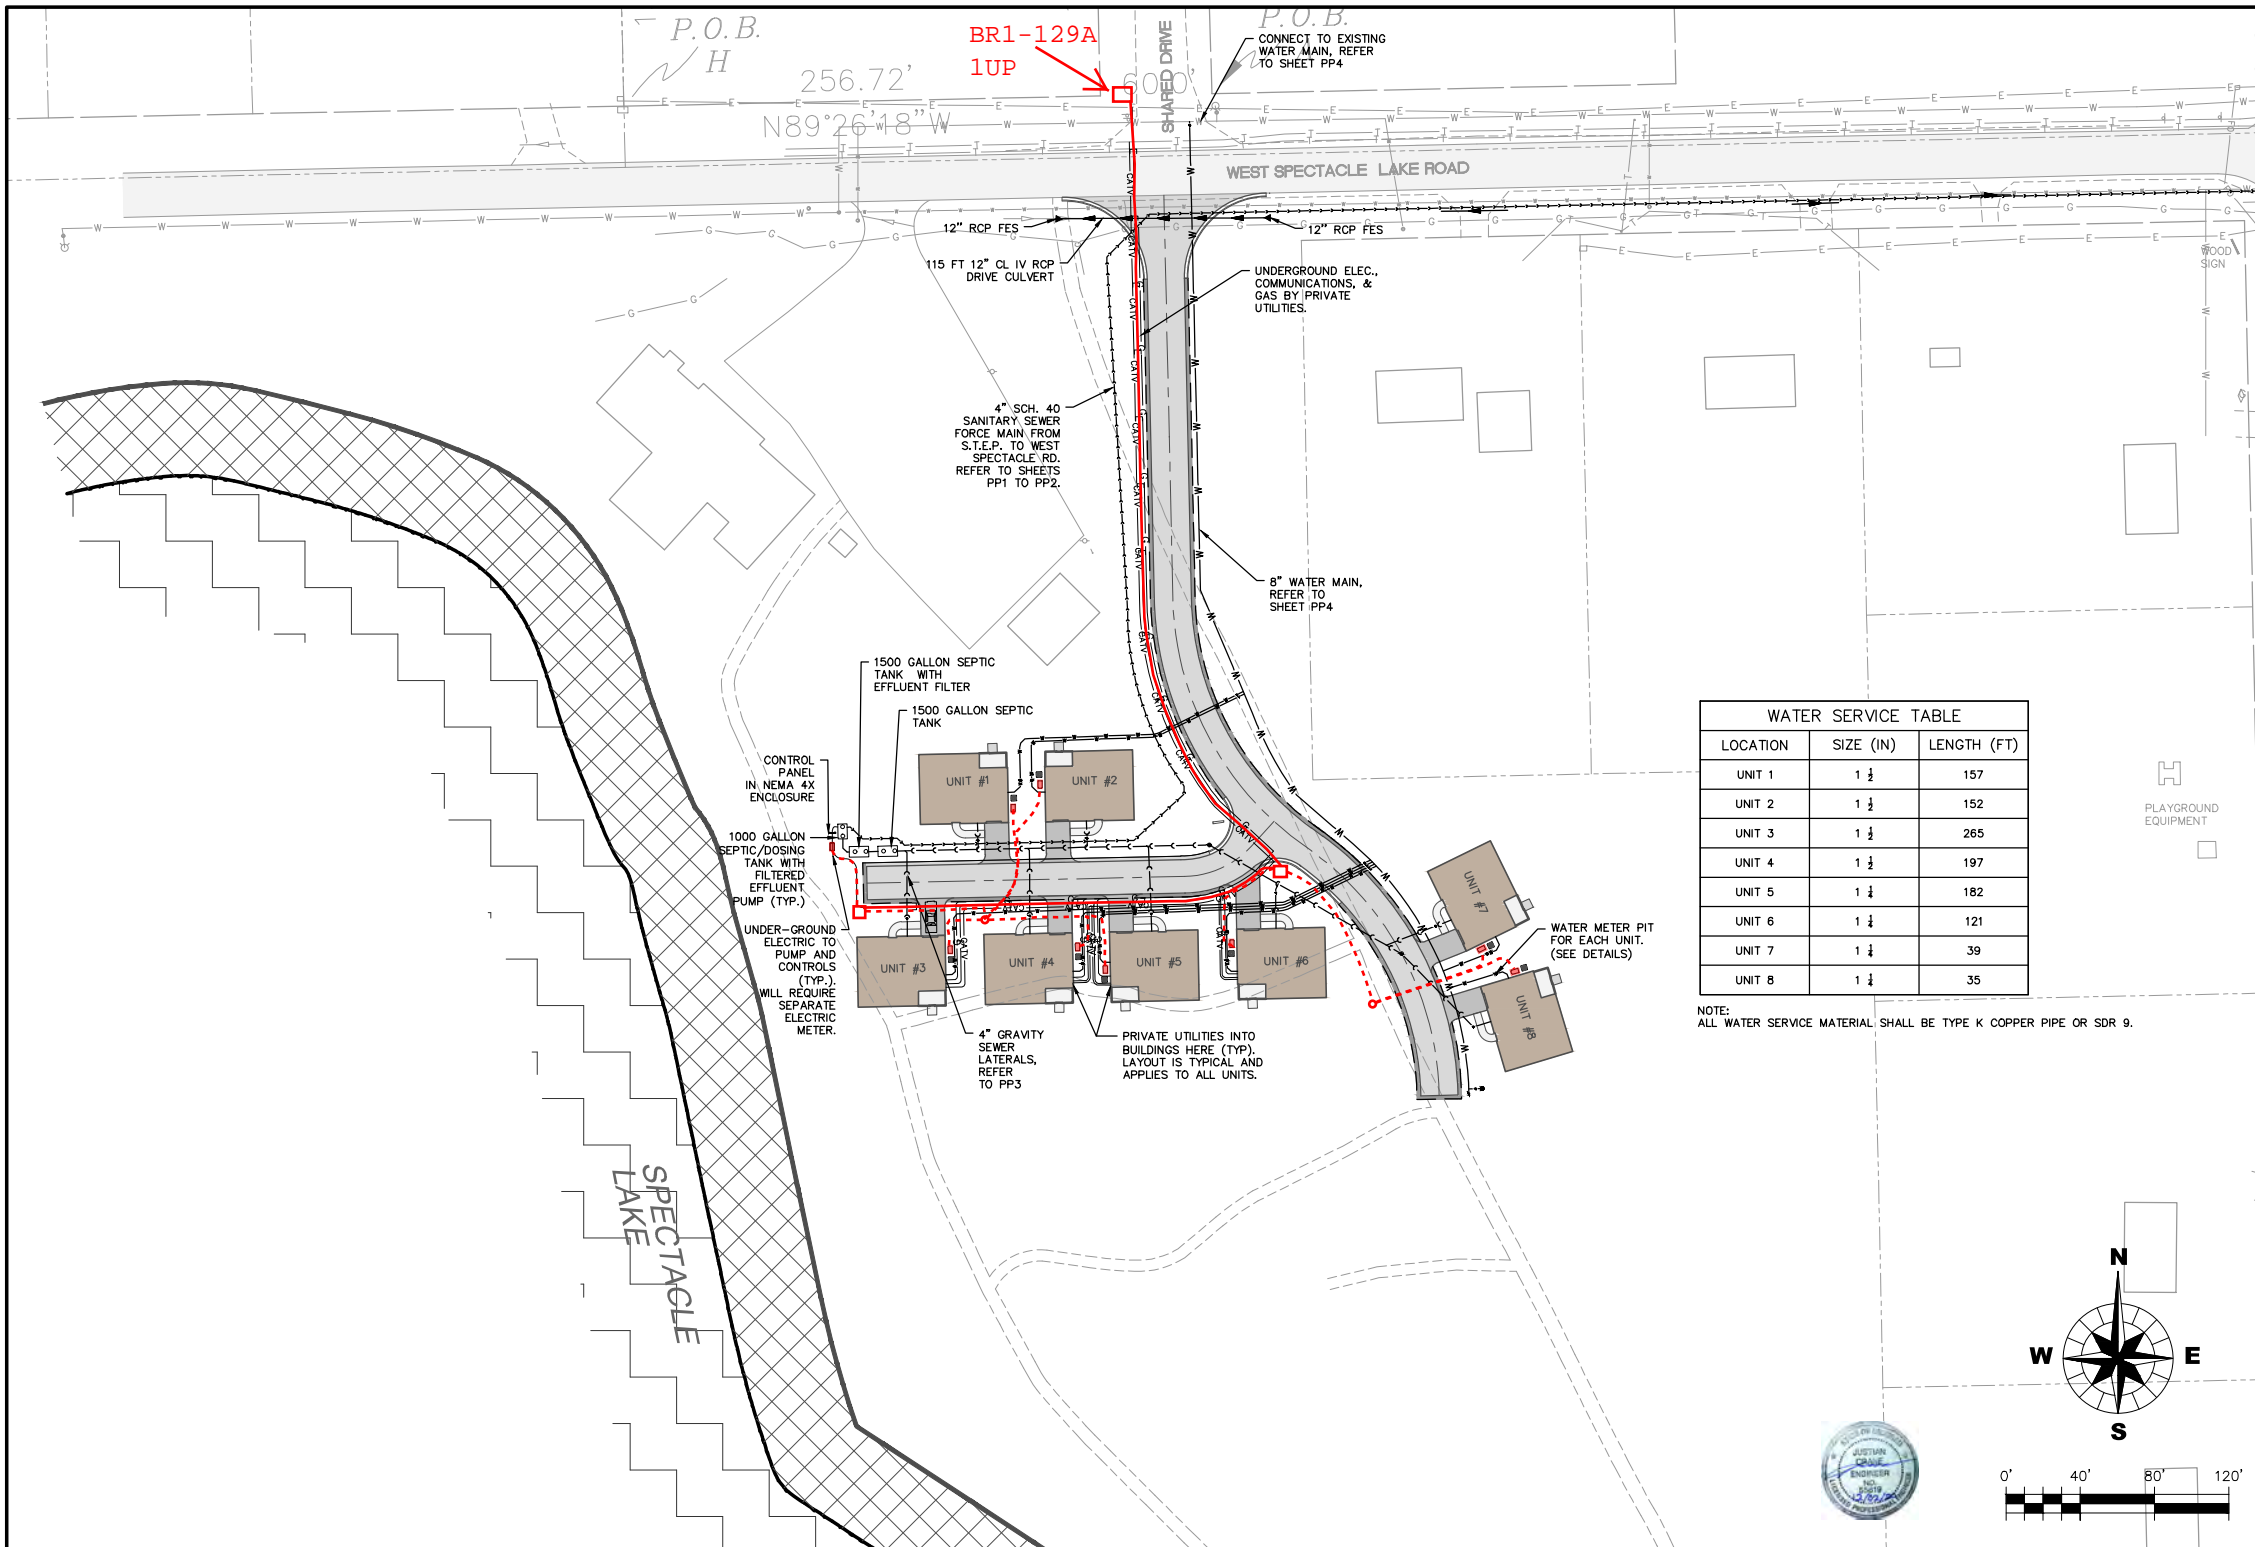 P.O.B.
H
256.72'
N89°26'18"W
BR1-129A
1UP
60.0'
SHARED DRIVE
P.O.B.
CONNECT TO EXISTING
WATER MAIN, REFER
TO SHEET PP4
WEST SPECTACLE LAKE ROAD
12" RCP FES
12" RCP FES
115 FT 12" CL IV RCP
DRIVE CULVERT
UNDERGROUND ELEC.,
COMMUNICATIONS, &
GAS BY PRIVATE
UTILITIES.
WOOD
SIGN
4" SCH. 40
SANITARY SEWER
FORCE MAIN FROM
S.T.E.P. TO WEST
SPECTACLE RD.
REFER TO SHEETS
PP1 TO PP2.
8" WATER MAIN,
REFER TO
SHEET PP4
1500 GALLON SEPTIC
TANK WITH
EFFLUENT FILTER
1500 GALLON SEPTIC
TANK
CONTROL
PANEL
IN NEMA 4X
ENCLOSURE
1000 GALLON
SEPTIC/DOSING
TANK WITH
FILTERED
EFFLUENT
PUMP (TYP.)
UNDER-GROUND
ELECTRIC TO
PUMP AND
CONTROLS
(TYP.).
WILL REQUIRE
SEPARATE
ELECTRIC
METER.
UNIT #1
UNIT #2
UNIT #3
UNIT #4
UNIT #5
UNIT #6
UNIT #7
UNIT #8
4" GRAVITY
SEWER
LATERALS,
REFER
TO PP3
PRIVATE UTILITIES INTO
BUILDINGS HERE (TYP).
LAYOUT IS TYPICAL AND
APPLIES TO ALL UNITS.
WATER METER PIT
FOR EACH UNIT.
(SEE DETAILS)
WATER SERVICE TABLE
LOCATION SIZE (IN) LENGTH (FT)
UNIT 1 1 1/2 157
UNIT 2 1 1/2 152
UNIT 3 1 1/2 265
UNIT 4 1 1/2 197
UNIT 5 1 1/4 182
UNIT 6 1 1/4 121
UNIT 7 1 1/4 39
UNIT 8 1 1/4 35
NOTE:
ALL WATER SERVICE MATERIAL SHALL BE TYPE K COPPER PIPE OR SDR 9.
PLAYGROUND
EQUIPMENT
SPECTACLE
LAKE
N
W
E
S
JUSTIAN
CRANE
ENGINEER
NO.
0' 40' 80' 120'